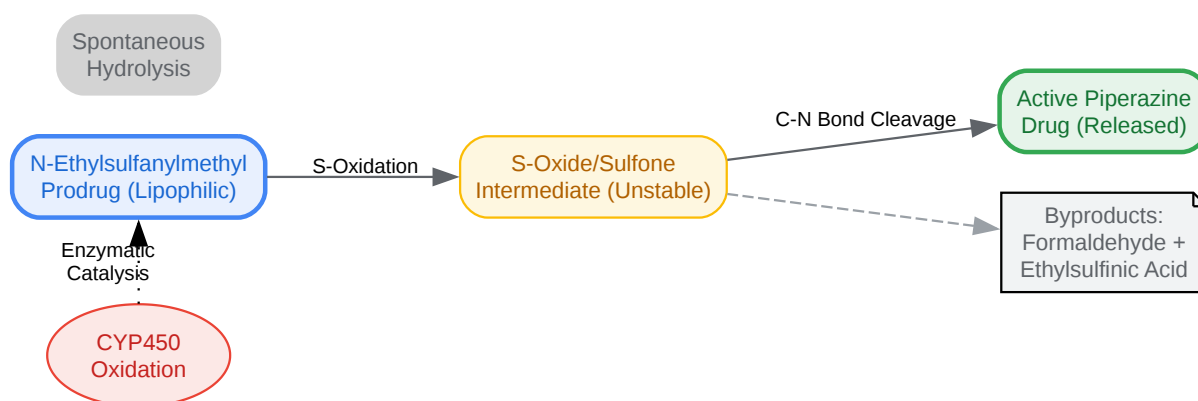 Spontaneous
Hydrolysis
N-Ethylsulfanylmethyl
Prodrug (Lipophilic)
S-Oxidation
S-Oxide/Sulfone
Intermediate (Unstable)
C-N Bond Cleavage
Active Piperazine
Drug (Released)
Byproducts:
Formaldehyde +
Ethylsulfinic Acid
Enzymatic
Catalysis
CYP450
Oxidation